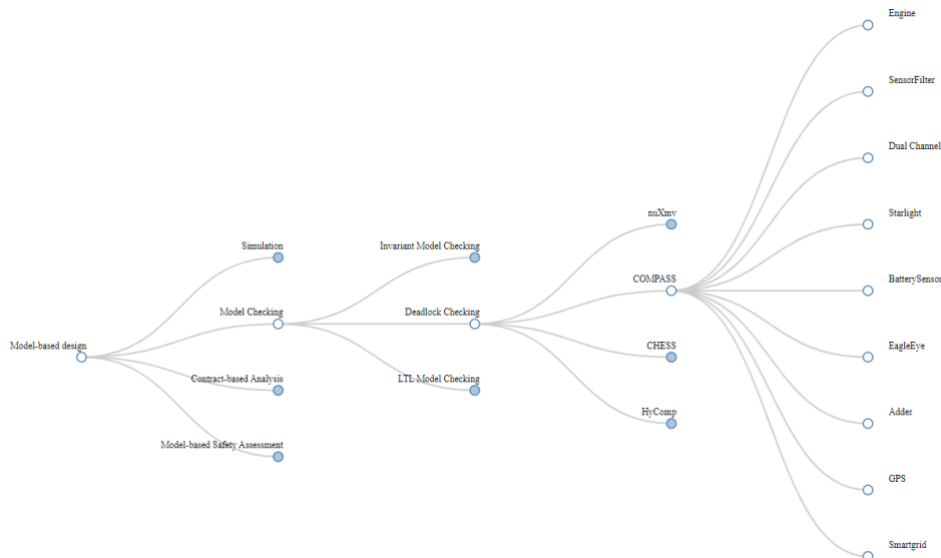 Engine
SensorFilter
Dual Channel
Starlight
nuXmv
Simulation
Invariant Model Checking
COMPASS
BatterySensor
Model Checking
Deadlock Checking
Model-based design
CHESS
EagleEye
Contract-based Analysis
LTL Model Checking
HyComp
Adder
Model-based Safety Assessment
GPS
Smartgrid